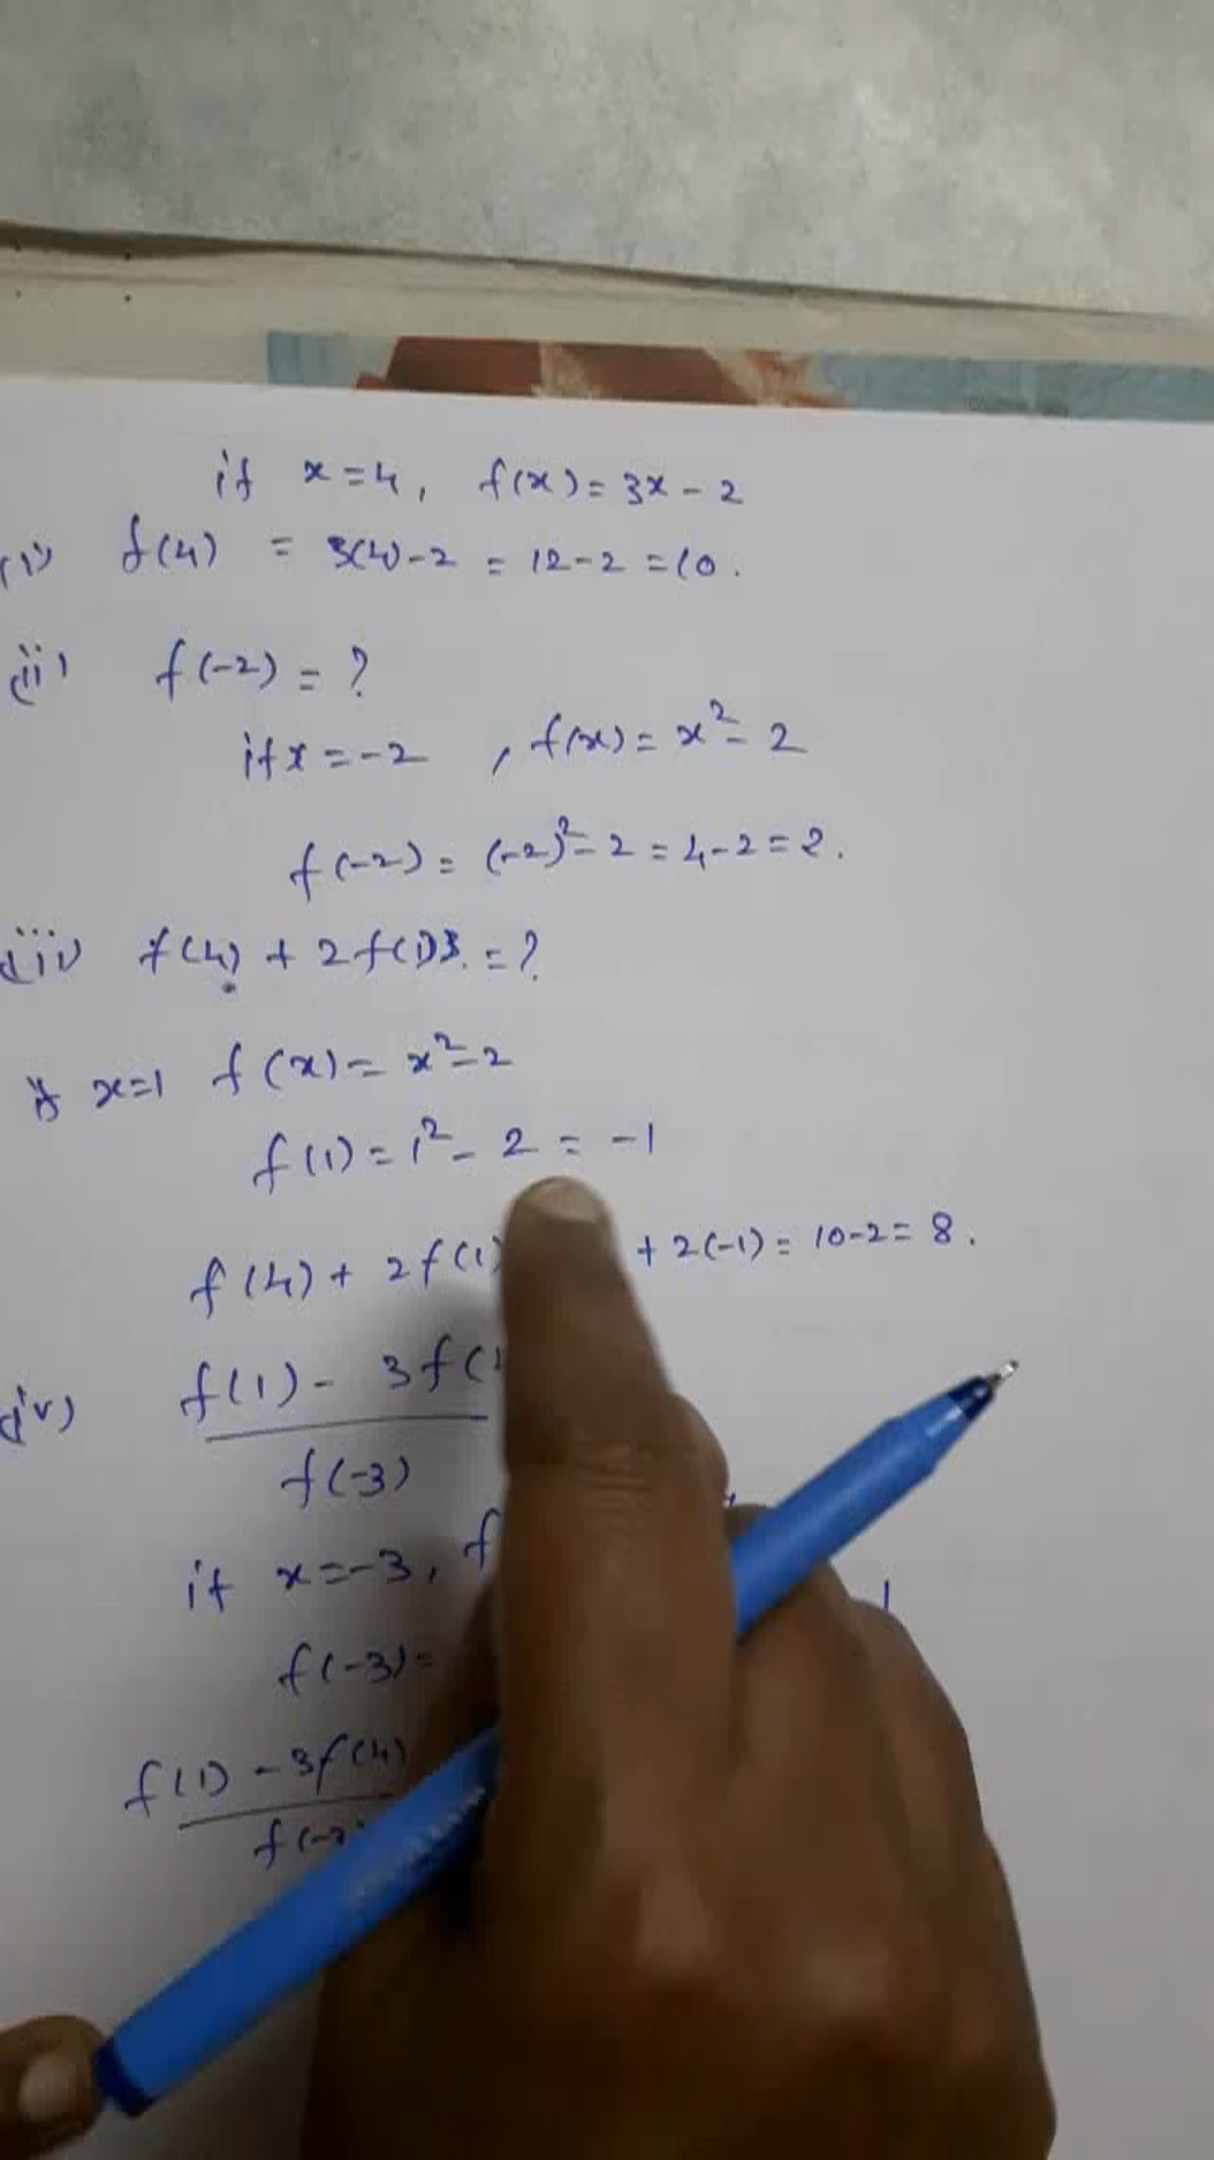 if x=4, f(x)= 3x-2
(i) f(4) = 3(4)-2 = 12-2 =10.
(ii) f(-2) = ?
if x = -2 , f(x) = x²-2
f(-2) = (-2)²-2 = 4-2 = 2.
(iii) f(4) + 2f(1). = ?
if x=1 f(x) = x²-2
f(1) = 1²- 2 = -1
f(4) + 2f(1) + 2(-1) = 10-2 = 8.
(iv) f(1) - 3f(
f(-3)
if x=-3, f
f(-3) =
f(1) - 3f(4)
f(-3